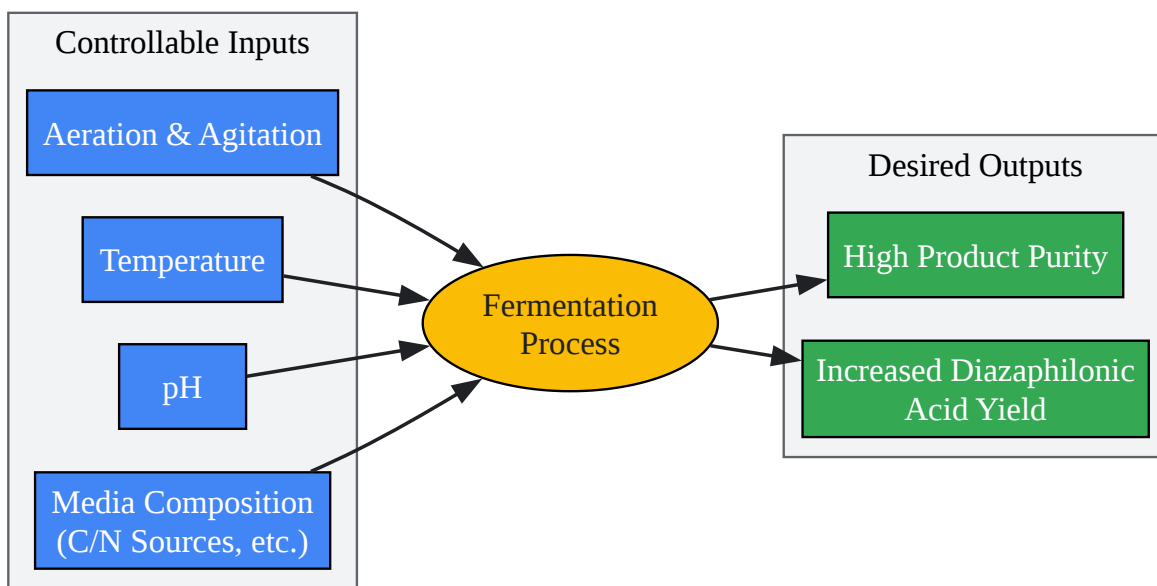 Controllable Inputs
Aeration & Agitation
Temperature
pH
Media Composition
(C/N Sources, etc.)
Fermentation
Process
Desired Outputs
High Product Purity
Increased Diazaphilonic
Acid Yield